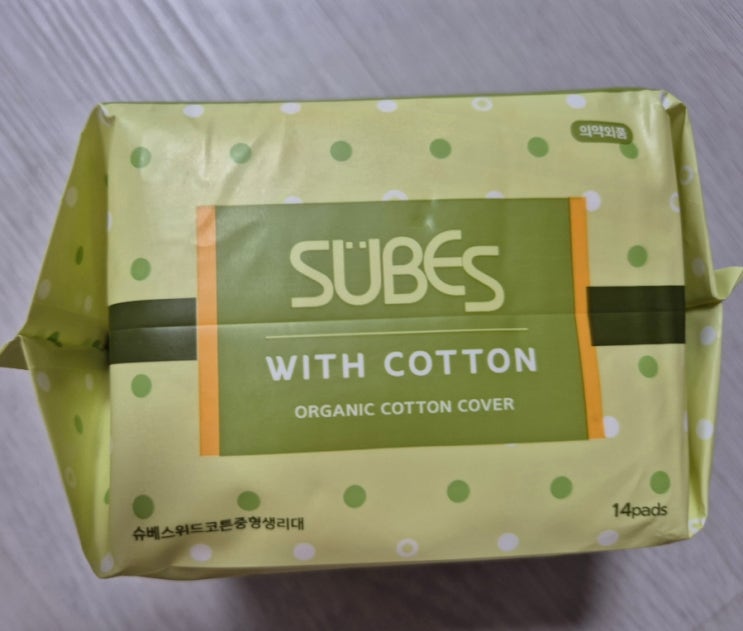 의약외품
SÜBES
WITH COTTON
ORGANIC COTTON COVER
14pads
슈베스위드코튼중형생리대